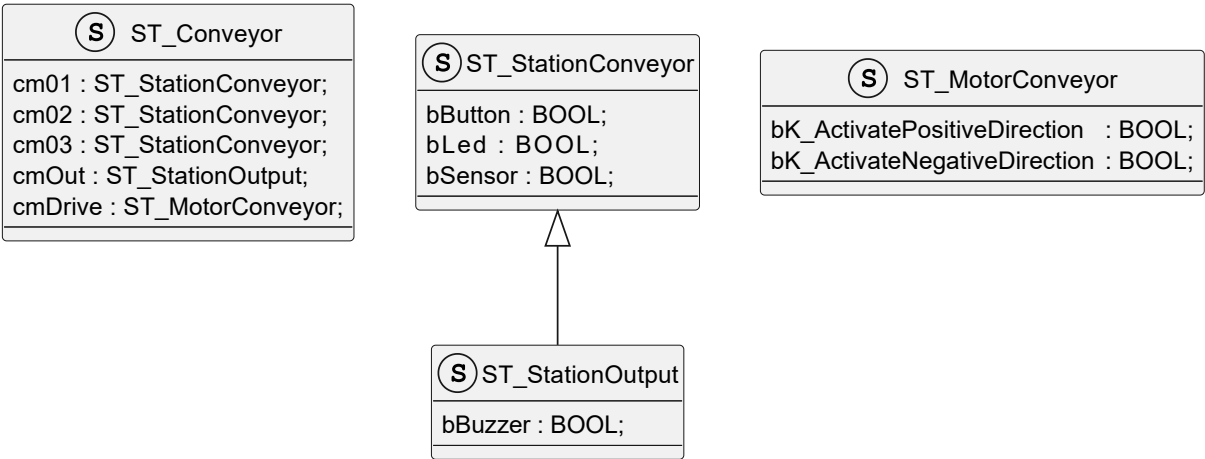 S ST_Conveyor
cm01 : ST_StationConveyor;
cm02 : ST_StationConveyor;
cm03 : ST_StationConveyor;
cmOut : ST_StationOutput;
cmDrive : ST_MotorConveyor;
S ST_StationConveyor
bButton : BOOL;
bLed : BOOL;
bSensor : BOOL;
S ST_MotorConveyor
bK_ActivatePositiveDirection : BOOL;
bK_ActivateNegativeDirection : BOOL;
S ST_StationOutput
bBuzzer : BOOL;